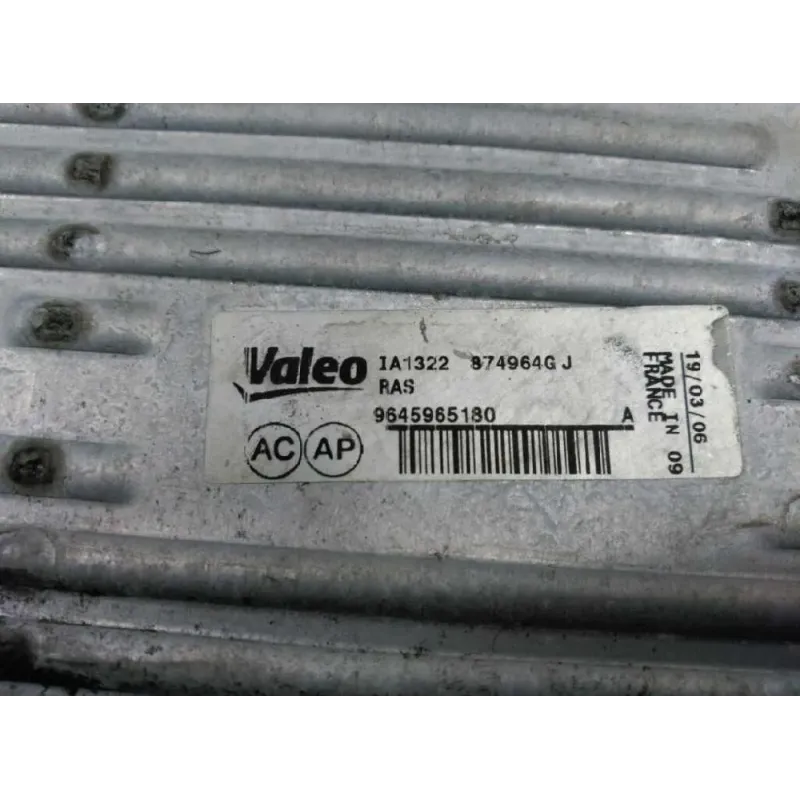 Valeo IA1322 874964G J
RAS
9645965180 A
AC AP
19/03/06
MADE IN 09
FRANCE